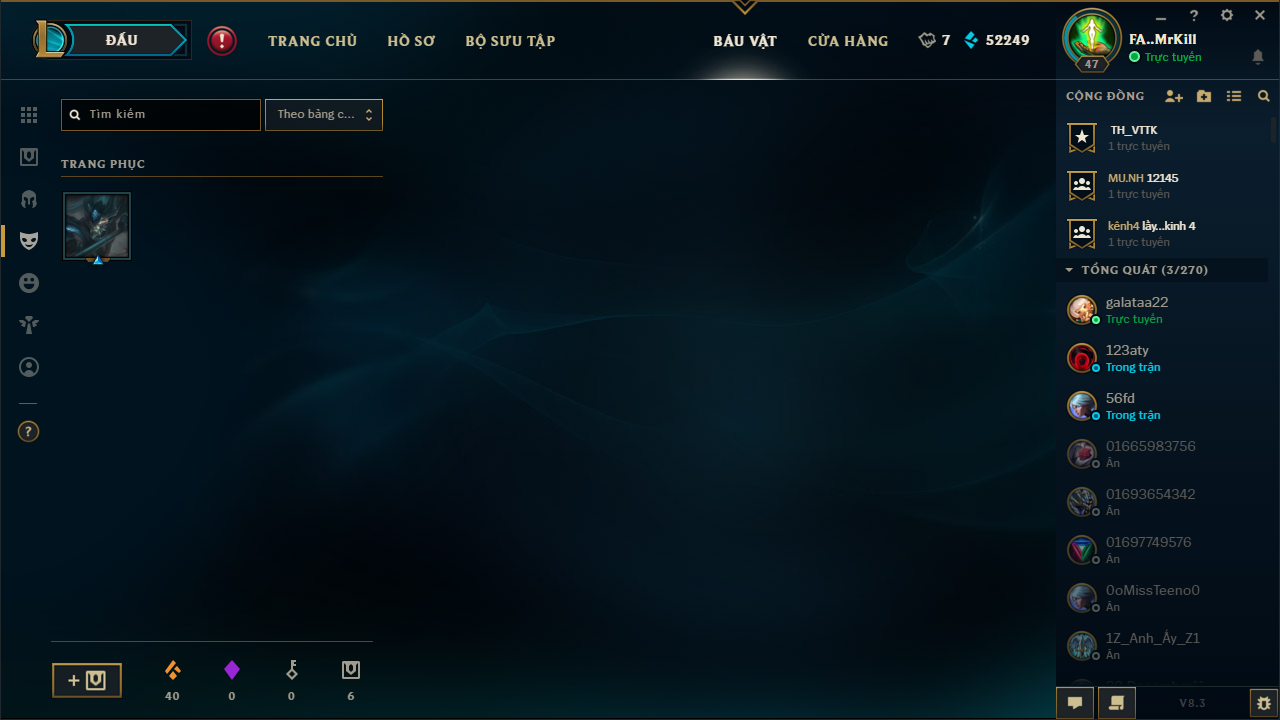 ĐẤU
TRANG CHỦ
HỒ SƠ
BỘ SƯU TẬP
BÁU VẬT
CỬA HÀNG
7
52249
47
FA..MrKill
Trực tuyến
Tìm kiếm
Theo bảng c...
TRANG PHỤC
?
40
0
0
6
CỘNG ĐỒNG
TH_VTTK
1 trực tuyến
MU.NH 12145
1 trực tuyến
kênh4 lầy...kinh 4
1 trực tuyến
TỔNG QUÁT (3/270)
galataa22
Trực tuyến
123aty
Trong trận
56fd
Trong trận
01665983756
Ẩn
01693654342
Ẩn
01697749576
Ẩn
0oMissTeeno0
Ẩn
1Z_Anh_Ấy_Z1
Ẩn
V8.3